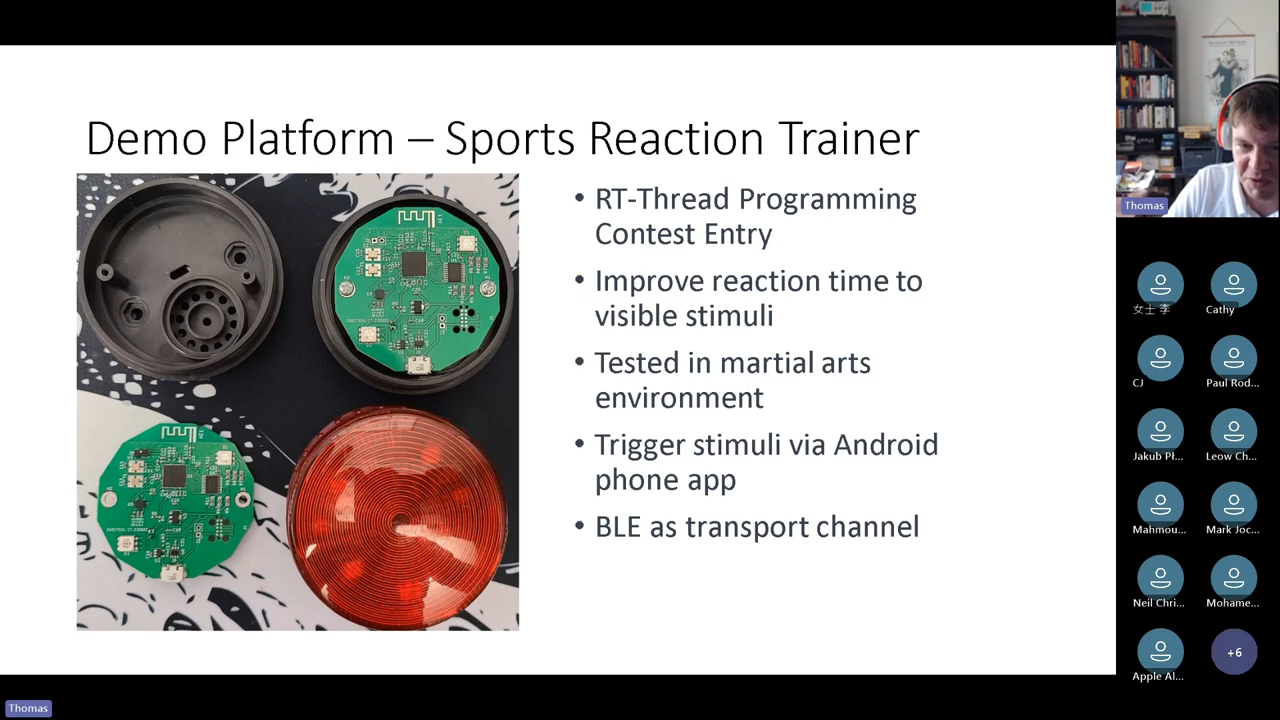 Demo Platform – Sports Reaction Trainer
• RT-Thread Programming
Contest Entry
• Improve reaction time to
visible stimuli
• Tested in martial arts
environment
• Trigger stimuli via Android
phone app
• BLE as transport channel
Thomas
女士 李
Cathy
CJ
Paul Rod...
Jakub Pł...
Leow Ch...
Mahmou...
Mark Joc...
Neil Chri...
Mohame...
Apple Al...
+6
Thomas